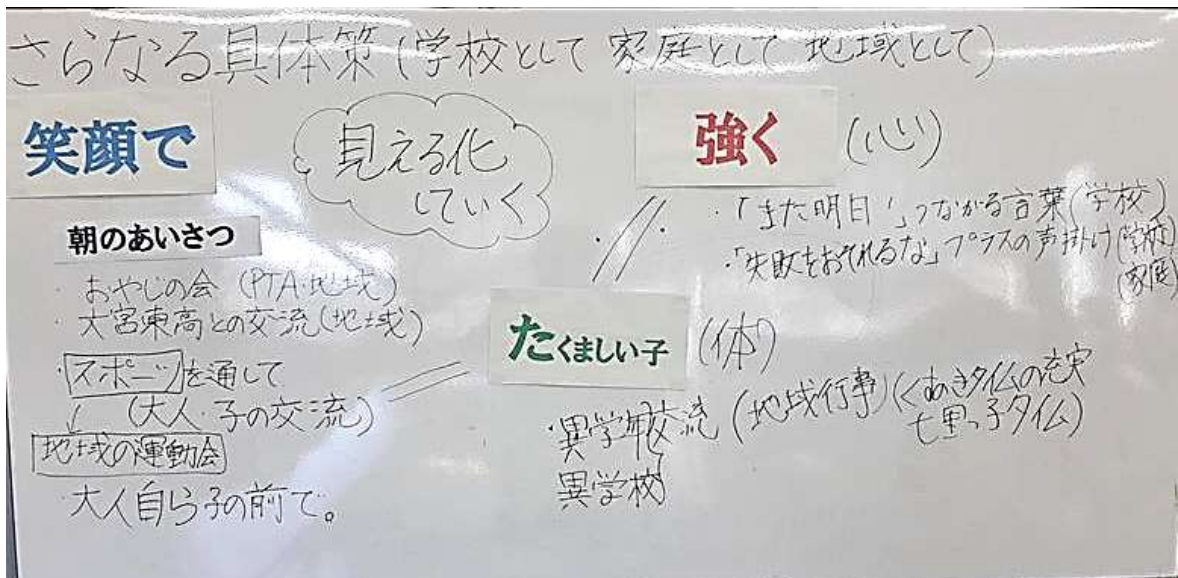 さらなる具体策(学校として 家庭として 地域として)
笑顔で
見える化
していく
朝のあいさつ
・おやじの会 (PTA・地域)
・大宮東高との交流(地域)
・スポーツを通して
↓ (大人・子の交流)
地域の運動会
・大人自ら子の前で。
強く (心)
・「また明日!」つながる言葉(学校)
・「失敗をおそれるな」プラスの声掛け(学校)
(家庭)
たくましい子 (体)
・異学年交流 (地域行事)
異学校
タイムの充実
七里っ子タイム)